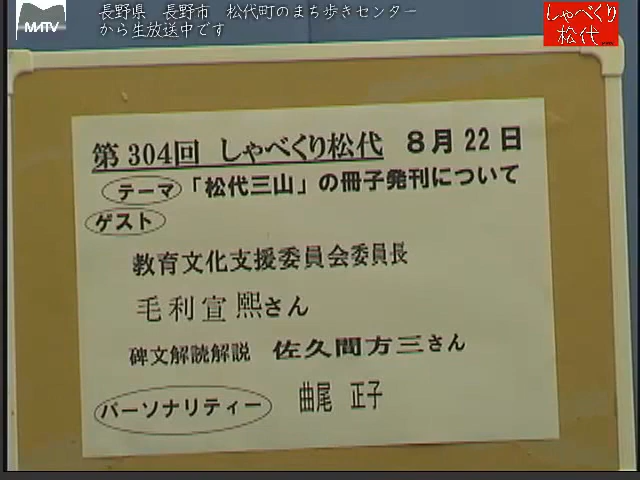 MATV
長野県　長野市　松代町のまち歩きセンター
から生放送中です
しゃべくり
松代
第304回 しゃべくり松代 8月22日
テーマ「松代三山」の冊子発刊について
ゲスト
教育文化支援委員会委員長
毛利宣熙さん
碑文解読解説 佐久間方三さん
パーソナリティー 曲尾 正子